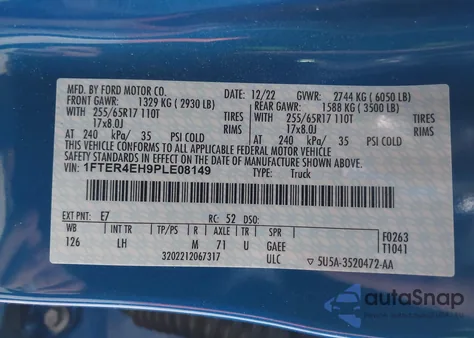 MFD. BY FORD MOTOR CO. 12/22 GVWR: 2744 KG (6050 LB)
FRONT GAWR: 1329 KG (2930 LB) REAR GAWR: 1588 KG (3500 LB)
WITH 255/65R17 110T TIRES WITH 255/65R17 110T TIRES
17x8.0J RIMS 17x8.0J RIMS
AT 240 kPa/ 35 PSI COLD AT 240 kPa/ 35 PSI COLD
THIS VEHICLE CONFORMS TO ALL APPLICABLE FEDERAL MOTOR VEHICLE
SAFETY STANDARDS IN EFFECT ON THE DATE OF MANUFACTURE SHOWN ABOVE.
VIN: 1FTER4EH9PLE08149 TYPE: Truck
EXT PNT: E7 RC: 52 DSO: F0263
WB INT TR TP/PS R AXLE TR SPR T1041
126 LH M 71 U GAEE
3202212067317 ULC ▽ 5U5A-3520472-AA
autoSnap